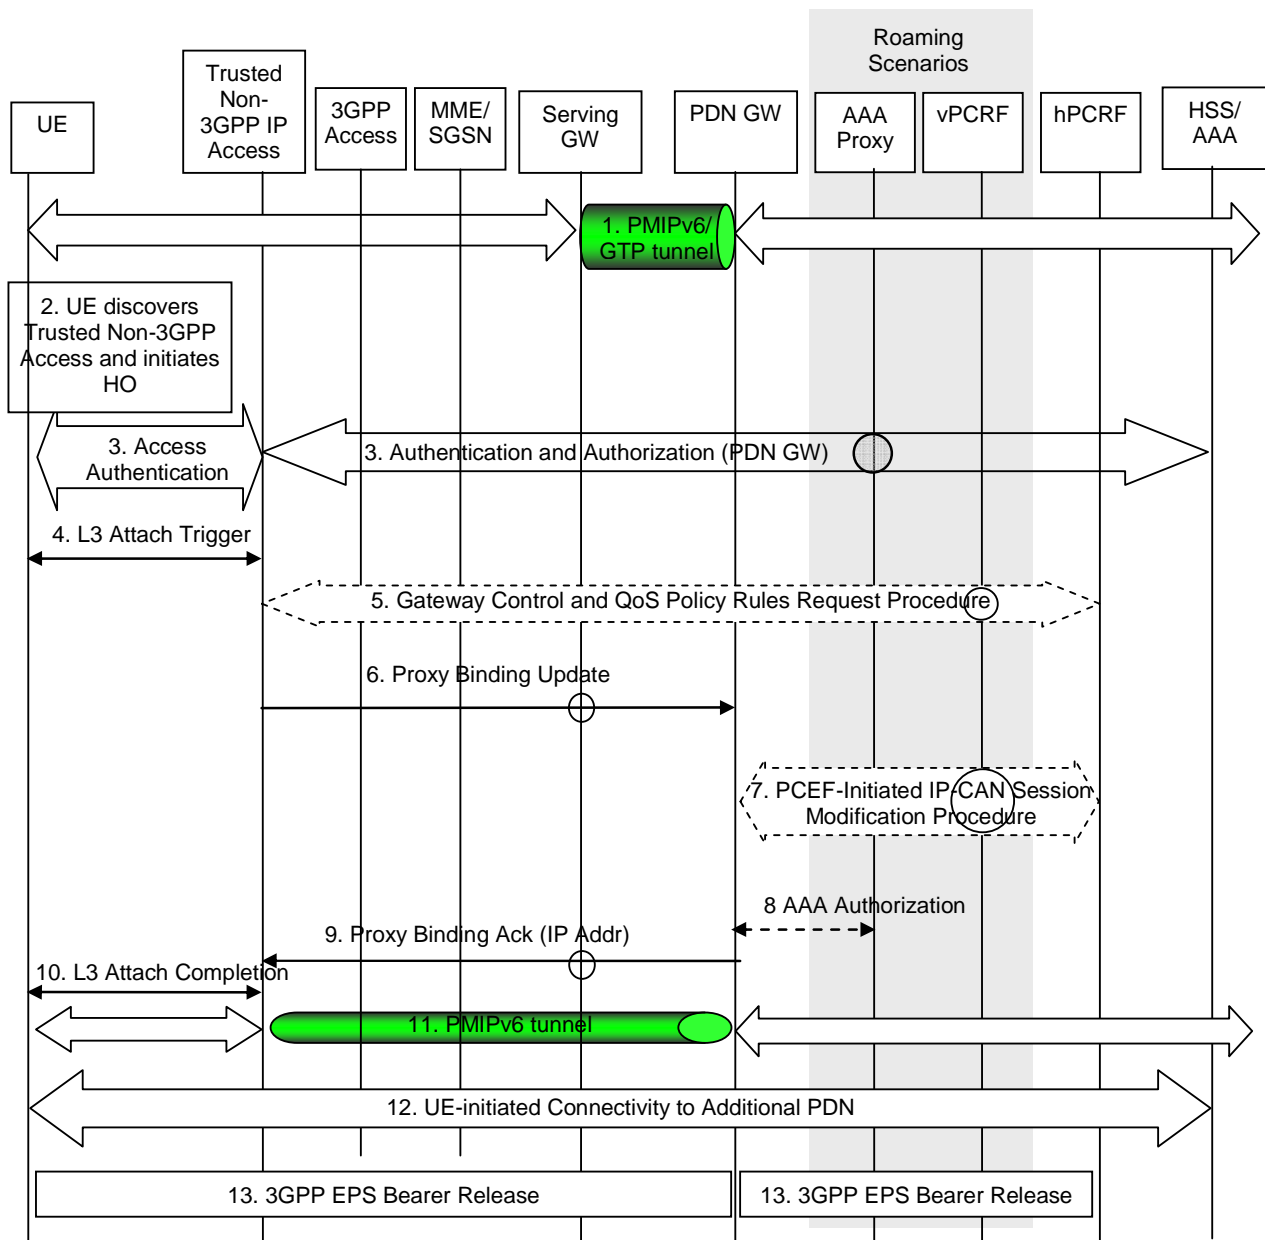 Roaming
Scenarios
UE
Trusted
Non-
3GPP IP
Access
3GPP
Access
MME/
SGSN
Serving
GW
PDN GW
AAA
Proxy
vPCRF
hPCRF
HSS/
AAA
1. PMIPv6/
GTP tunnel
2. UE discovers
Trusted Non-3GPP
Access and initiates
HO
3. Access
Authentication
3. Authentication and Authorization (PDN GW)
4. L3 Attach Trigger
5. Gateway Control and QoS Policy Rules Request Procedure
6. Proxy Binding Update
7. PCEF-Initiated IP-CAN Session
Modification Procedure
8 AAA Authorization
9. Proxy Binding Ack (IP Addr)
10. L3 Attach Completion
11. PMIPv6 tunnel
12. UE-initiated Connectivity to Additional PDN
13. 3GPP EPS Bearer Release
13. 3GPP EPS Bearer Release